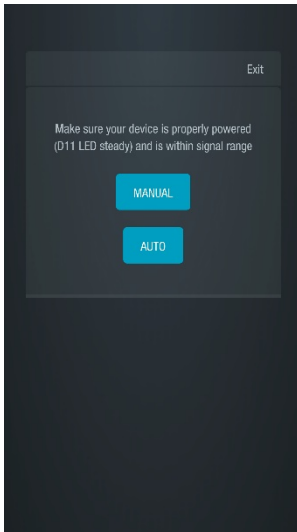 Exit
Make sure your device is properly powered
(D11 LED steady) and is within signal range
MANUAL
AUTO